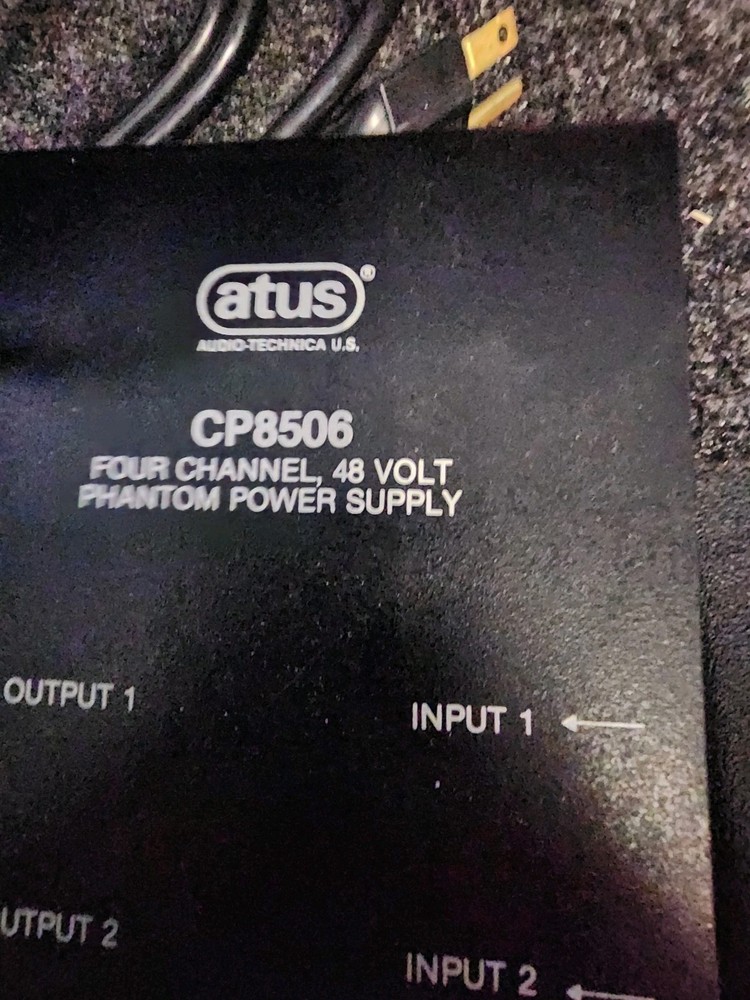 atus®
AUDIO-TECHNICA U.S.
CP8506
FOUR CHANNEL, 48 VOLT
PHANTOM POWER SUPPLY
OUTPUT 1
INPUT 1
UTPUT 2
INPUT 2